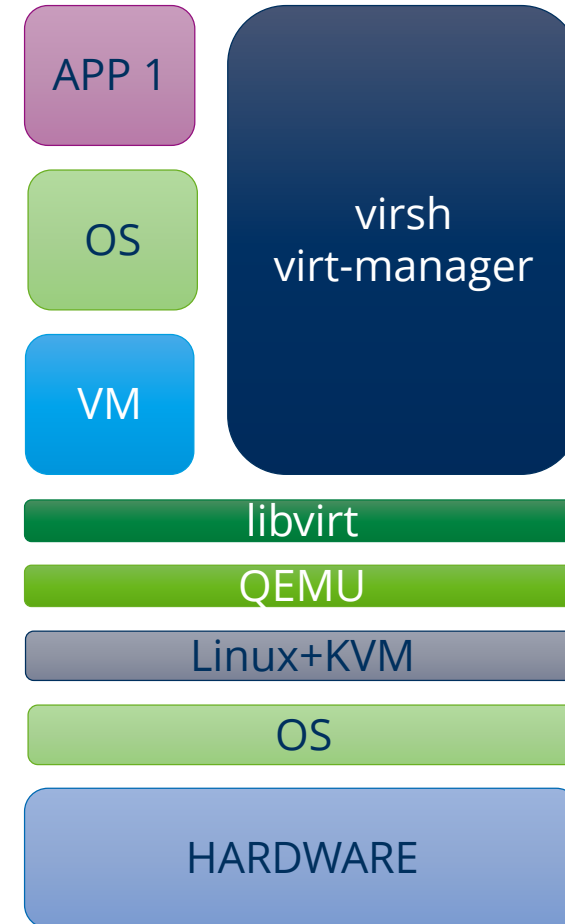 APP 1
OS
VM
virsh
virt-manager
libvirt
QEMU
Linux+KVM
OS
HARDWARE